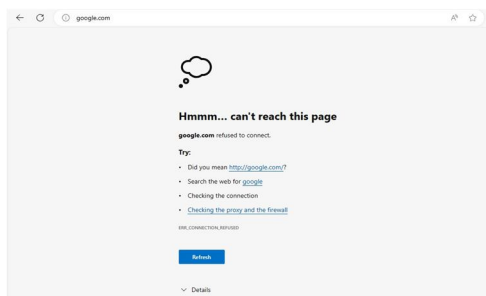 google.com
Hmmm... can't reach this page
google.com refused to connect.
Try:
• Did you mean http://google.com/?
• Search the web for google
• Checking the connection
• Checking the proxy and the firewall
ERR_CONNECTION_REFUSED
Refresh
Details